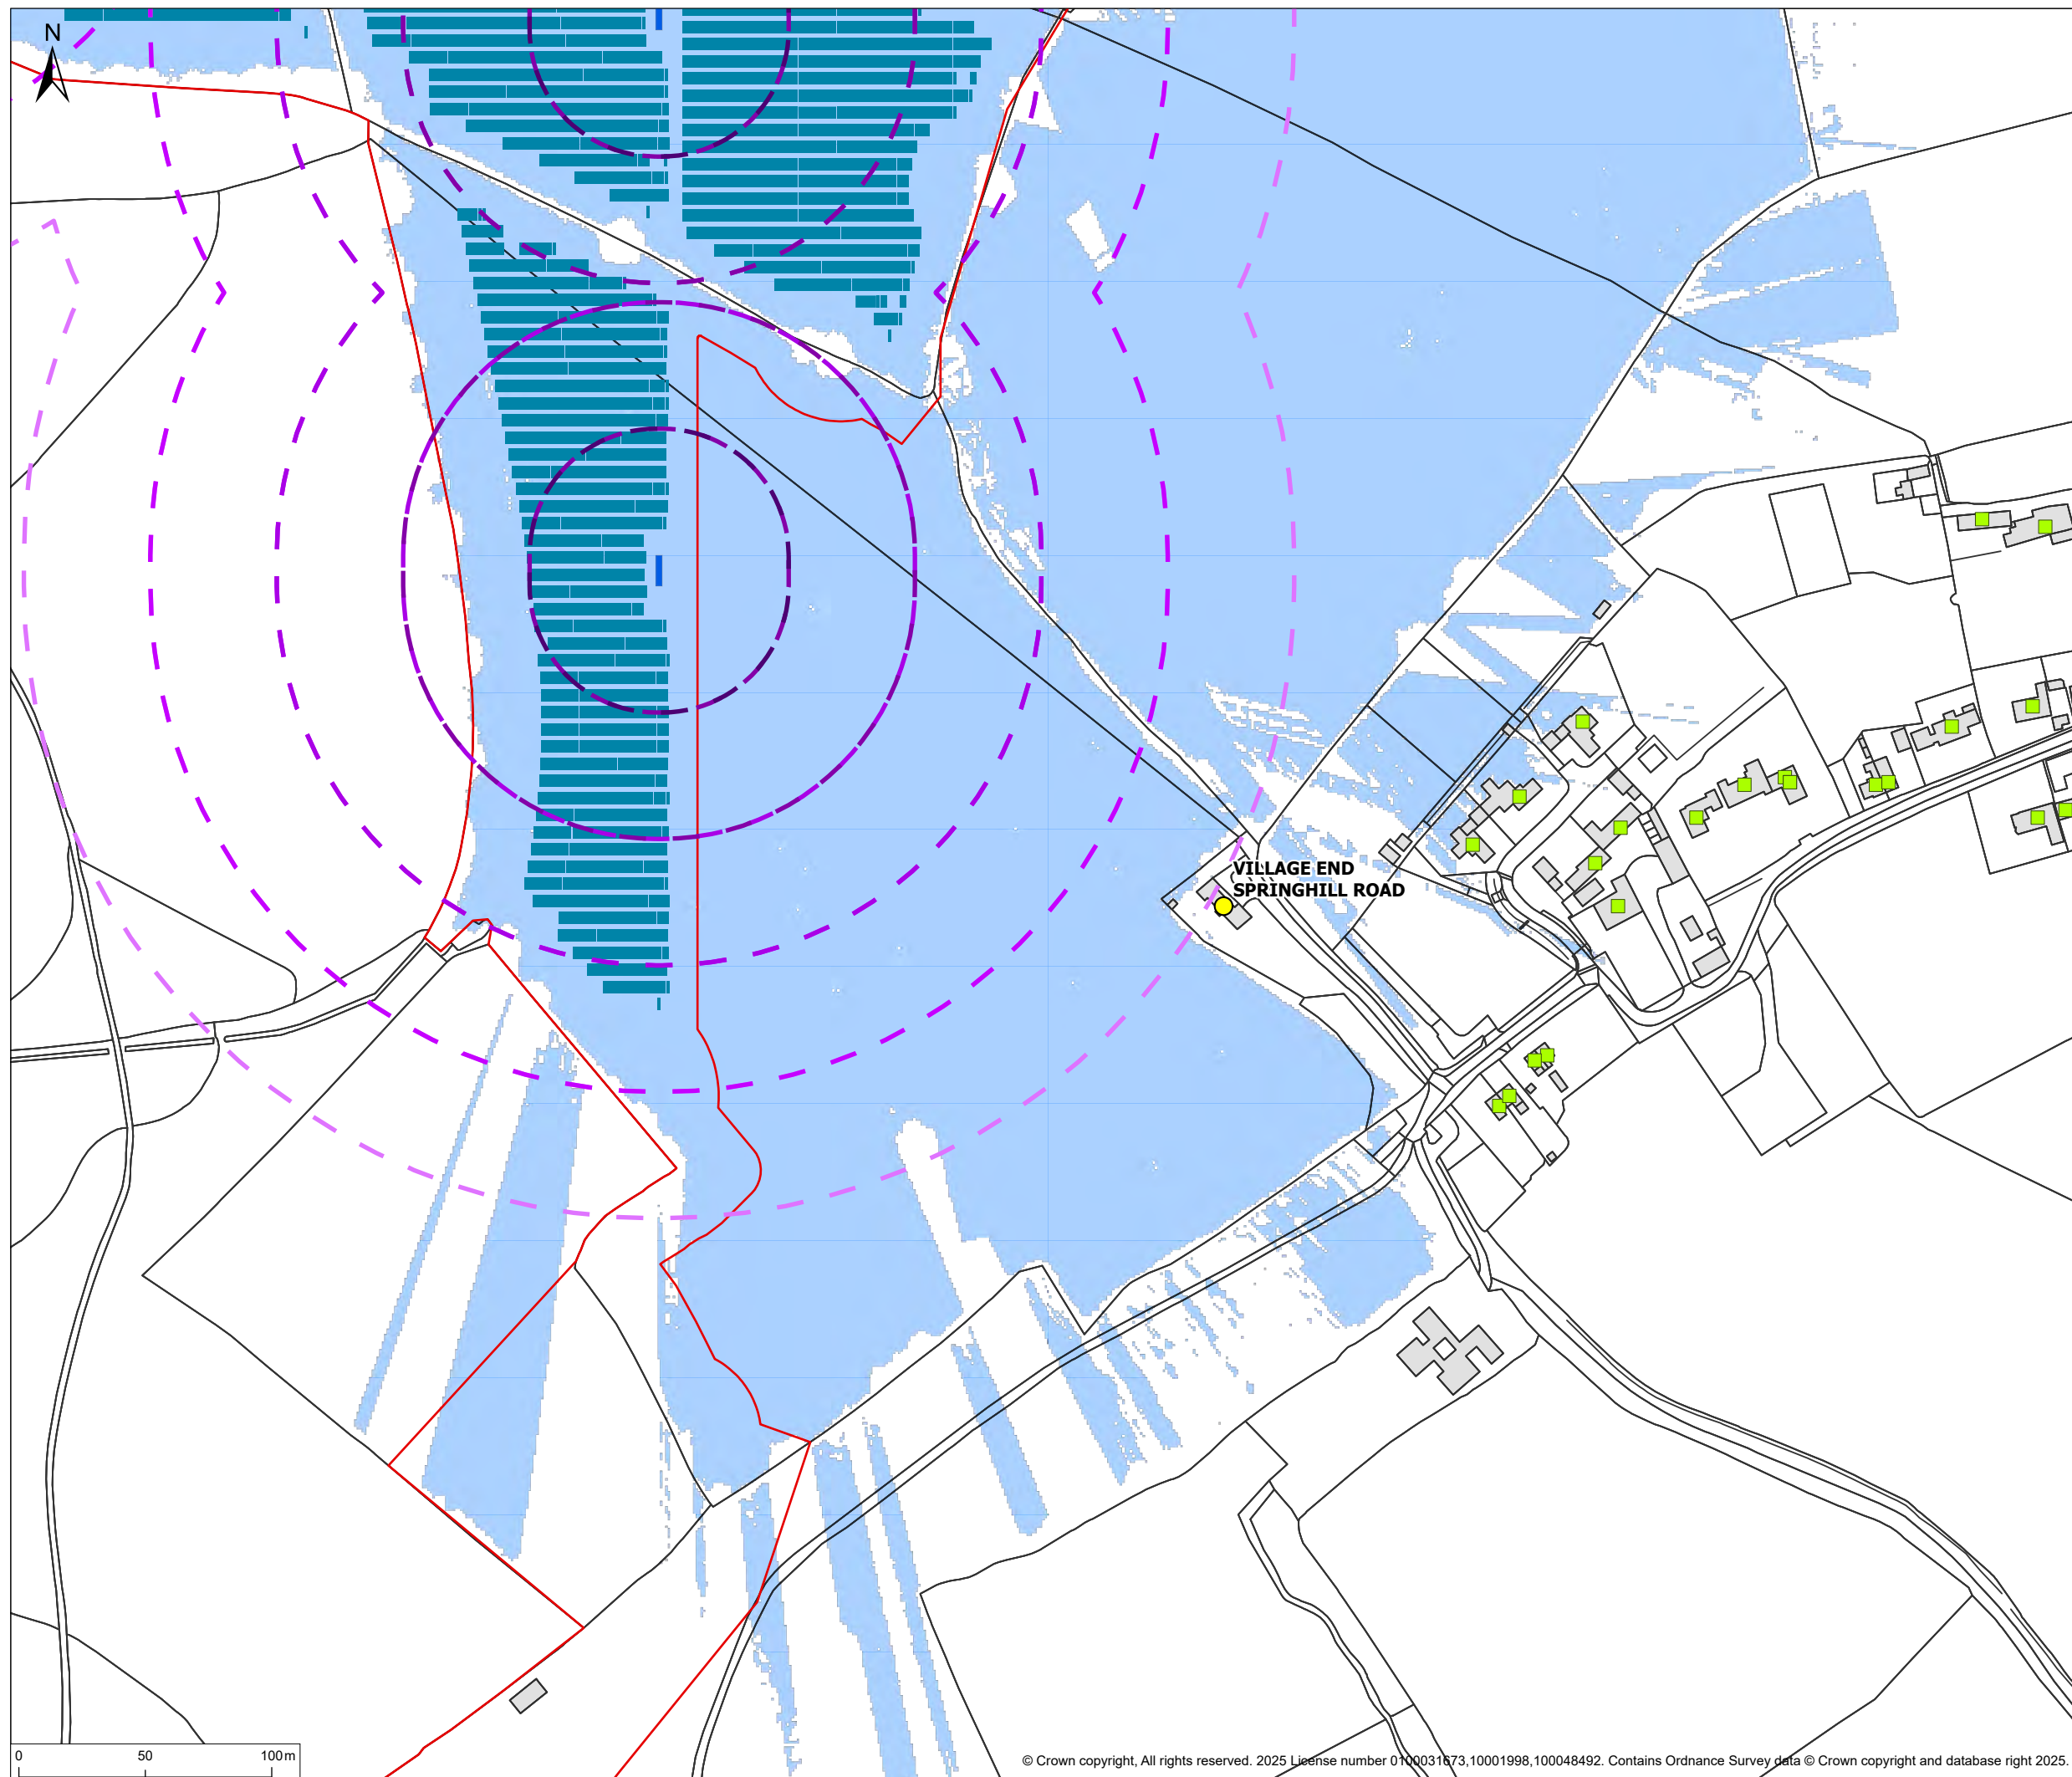 N
VILLAGE END
SPRINGHILL ROAD
0 50 100m
© Crown copyright, All rights reserved. 2025 License number 0100031673,10001998,100048492. Contains Ordnance Survey data © Crown copyright and database right 2025.